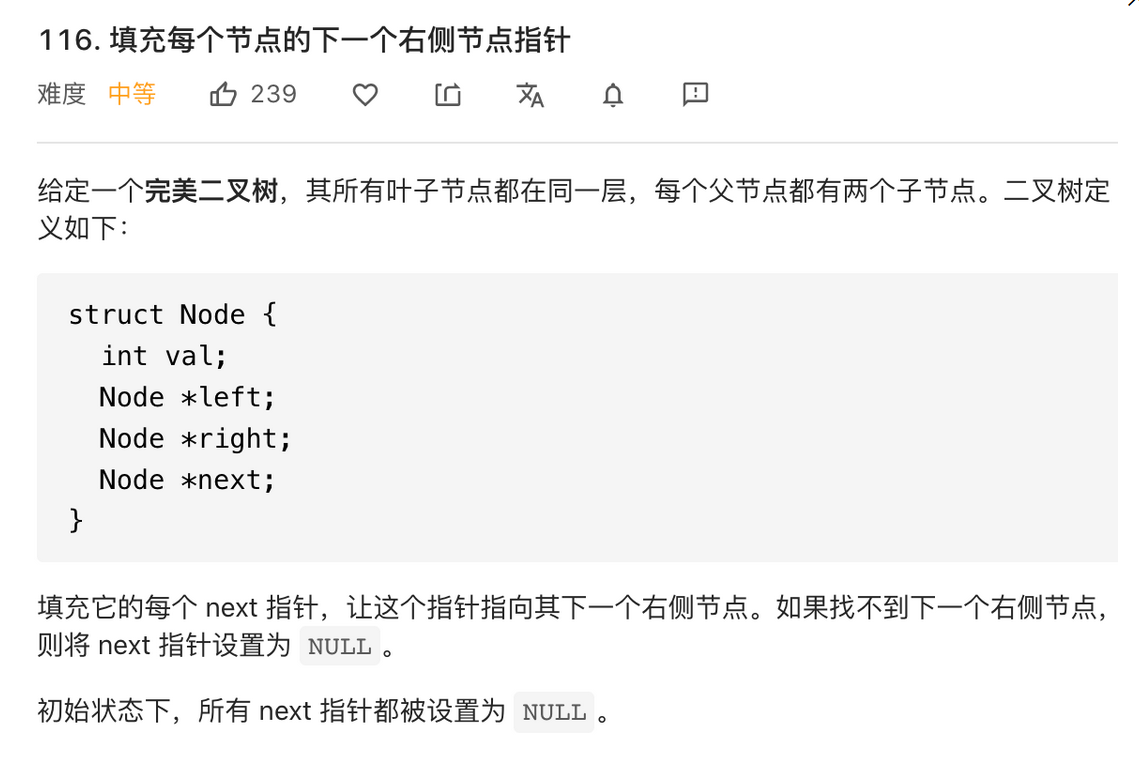 116. 填充每个节点的下一个右侧节点指针
难度 中等 239
给定一个完美二叉树，其所有叶子节点都在同一层，每个父节点都有两个子节点。二叉树定
义如下：
struct Node {
  int val;
  Node *left;
  Node *right;
  Node *next;
}
填充它的每个 next 指针，让这个指针指向其下一个右侧节点。如果找不到下一个右侧节点，
则将 next 指针设置为 NULL 。
初始状态下，所有 next 指针都被设置为 NULL 。